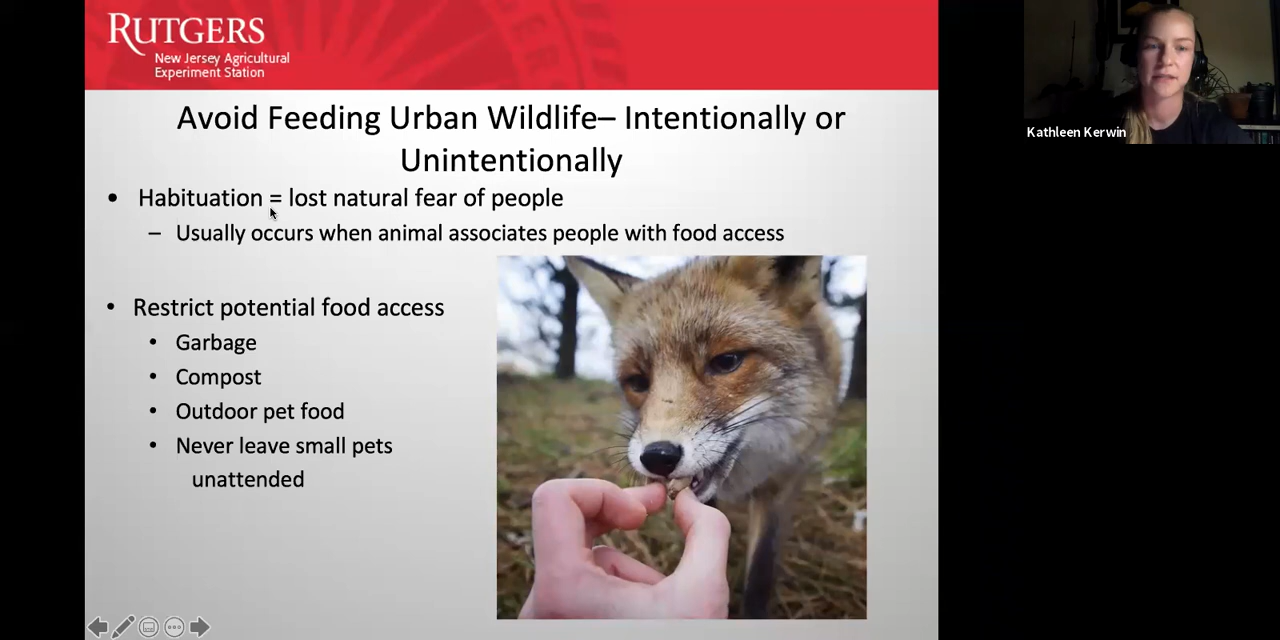 RUTGERS
New Jersey Agricultural
Experiment Station
Avoid Feeding Urban Wildlife– Intentionally or
Unintentionally
• Habituation = lost natural fear of people
– Usually occurs when animal associates people with food access
• Restrict potential food access
• Garbage
• Compost
• Outdoor pet food
• Never leave small pets
unattended
Kathleen Kerwin